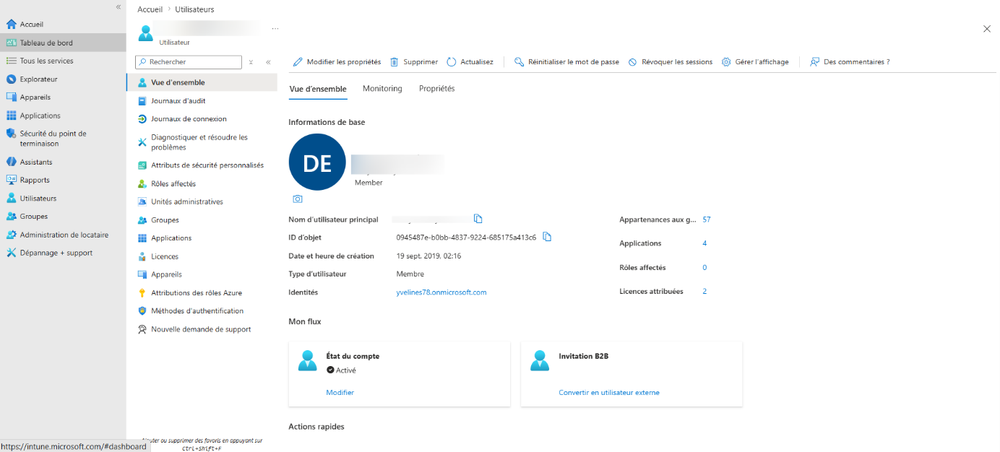 «
Accueil
Tableau de bord
Tous les services
Explorateur
Appareils
Applications
Sécurité du point de
terminaison
Assistants
Rapports
Utilisateurs
Groupes
Administration de locataire
Dépannage + support
https://intune.microsoft.com/#dashboard
Accueil > Utilisateurs
...
Utilisateur
Rechercher
«
Vue d'ensemble
Journaux d'audit
Journaux de connexion
Diagnostiquer et résoudre les
problèmes
Attributs de sécurité personnalisés
Rôles affectés
Unités administratives
Groupes
Applications
Licences
Appareils
Attributions des rôles Azure
Méthodes d'authentification
Nouvelle demande de support
ou supprimer des favoris en appuyant sur
Ctrl+Shift+F
Modifier les propriétés Supprimer Actualisez Réinitialiser le mot de passe Révoquer les sessions Gérer l'affichage Des commentaires ?
Vue d'ensemble Monitoring Propriétés
Informations de base
DE
Member
Nom d'utilisateur principal
ID d'objet 0945487e-b0bb-4837-9224-685175a413c6
Date et heure de création 19 sept. 2019, 02:16
Type d'utilisateur Membre
Identités yvelines78.onmicrosoft.com
Appartenances aux g... 57
Applications 4
Rôles affectés 0
Licences attribuées 2
Mon flux
État du compte
Activé
Modifier
Invitation B2B
Convertir en utilisateur externe
Actions rapides